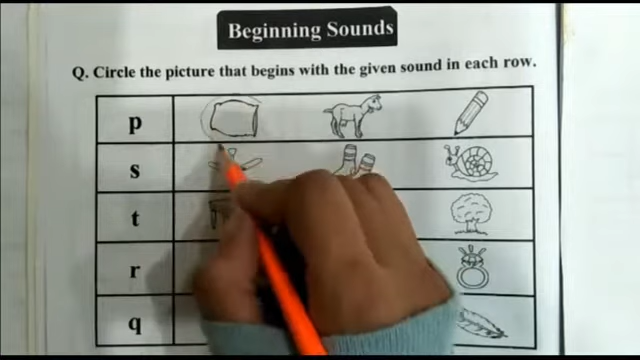 Beginning Sounds
Q. Circle the picture that begins with the given sound in each row.
p
s
t
r
q